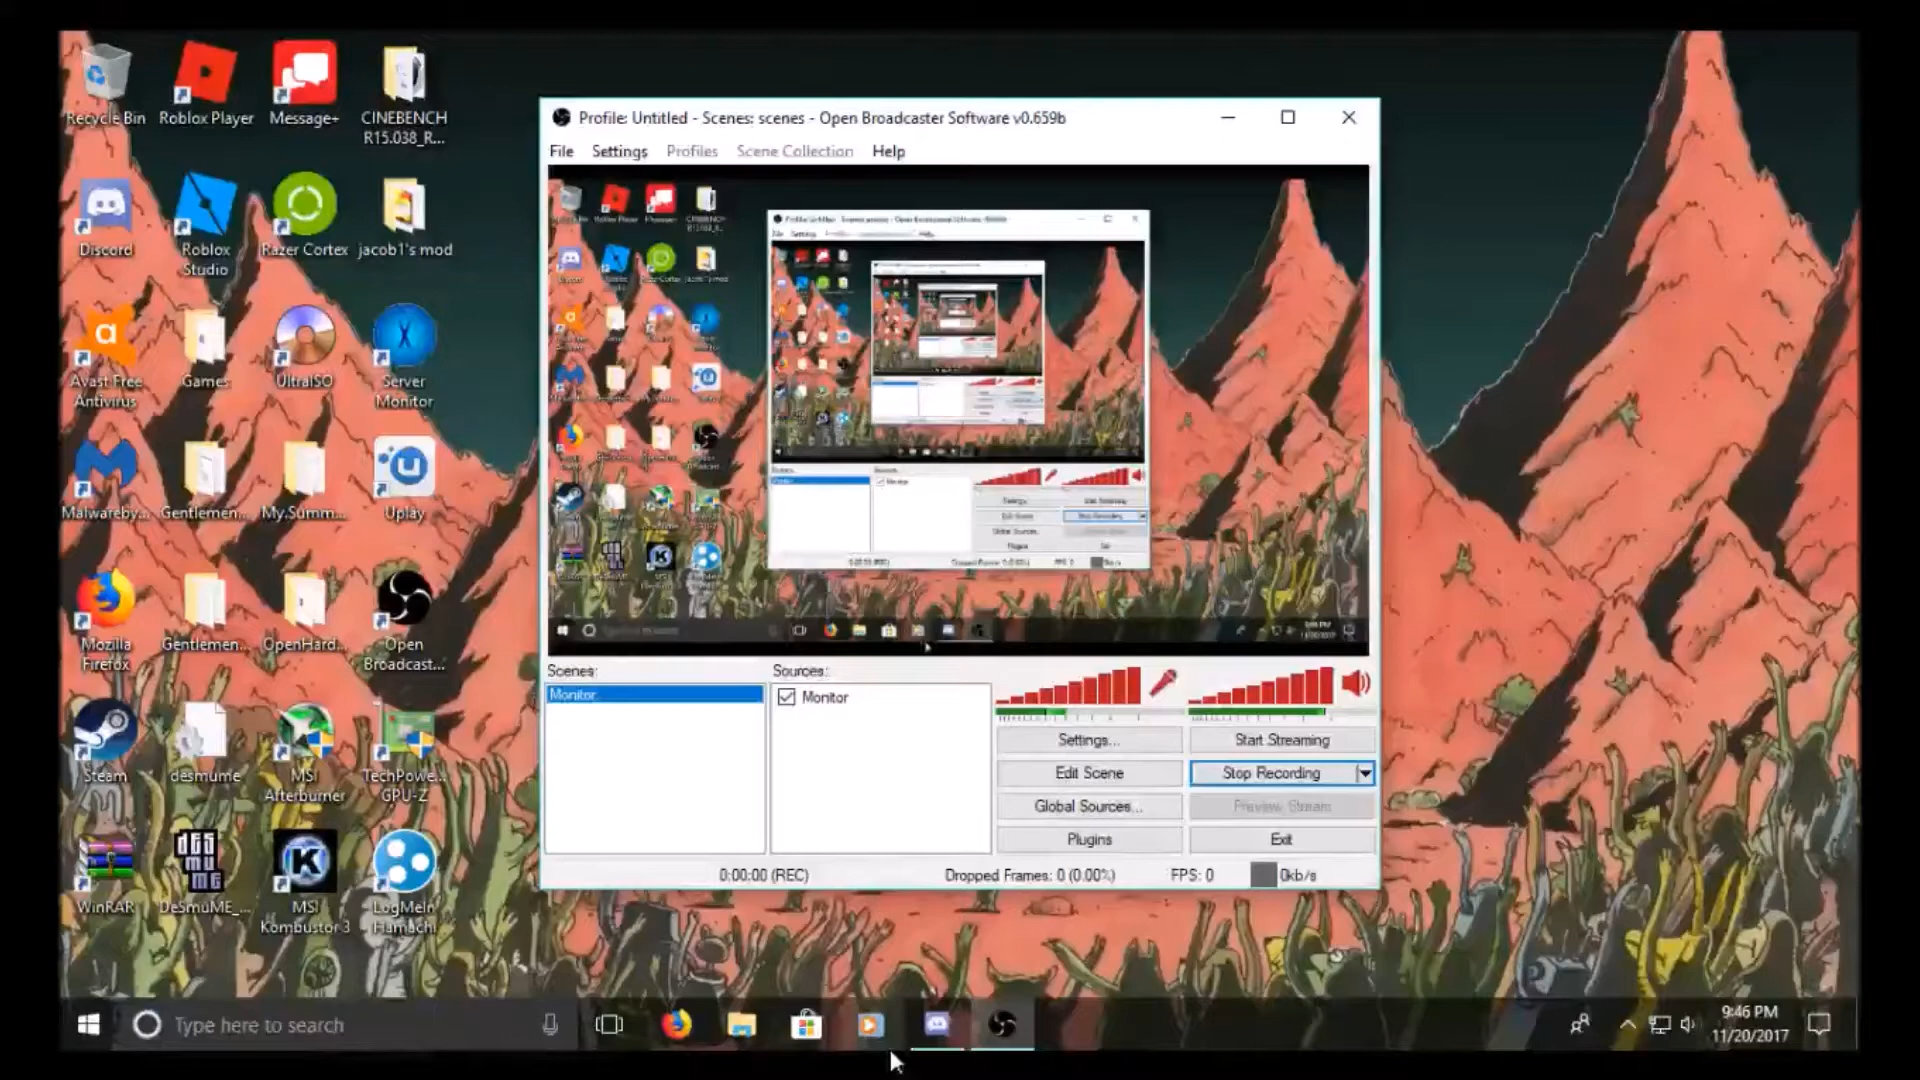 Recycle Bin
Roblox Player
Message+
CINEBENCH
R15.038_R...
Discord
Roblox
Studio
Razer Cortex
jacob1's mod
Avast Free
Antivirus
Games
UltraISO
Server
Monitor
Malwareby...
Gentlemen...
My.Summ...
Uplay
Mozilla
Firefox
Gentlemen...
OpenHard...
Open
Broadcast...
Steam
desmume
MSI
Afterburner
TechPowe...
GPU-Z
WinRAR
DeSmuME_...
MSI
Kombustor 3
LogMeIn
Hamachi
Profile: Untitled - Scenes: scenes - Open Broadcaster Software v0.659b
File Settings Profiles Scene Collection Help
Scenes:
Monitor
Sources:
Monitor
Settings...
Start Streaming
Edit Scene
Stop Recording
Global Sources...
Preview Stream
Plugins
Exit
0:00:00 (REC)
Dropped Frames: 0 (0.00%)
FPS: 0
0kb/s
Type here to search
9:46 PM
11/20/2017